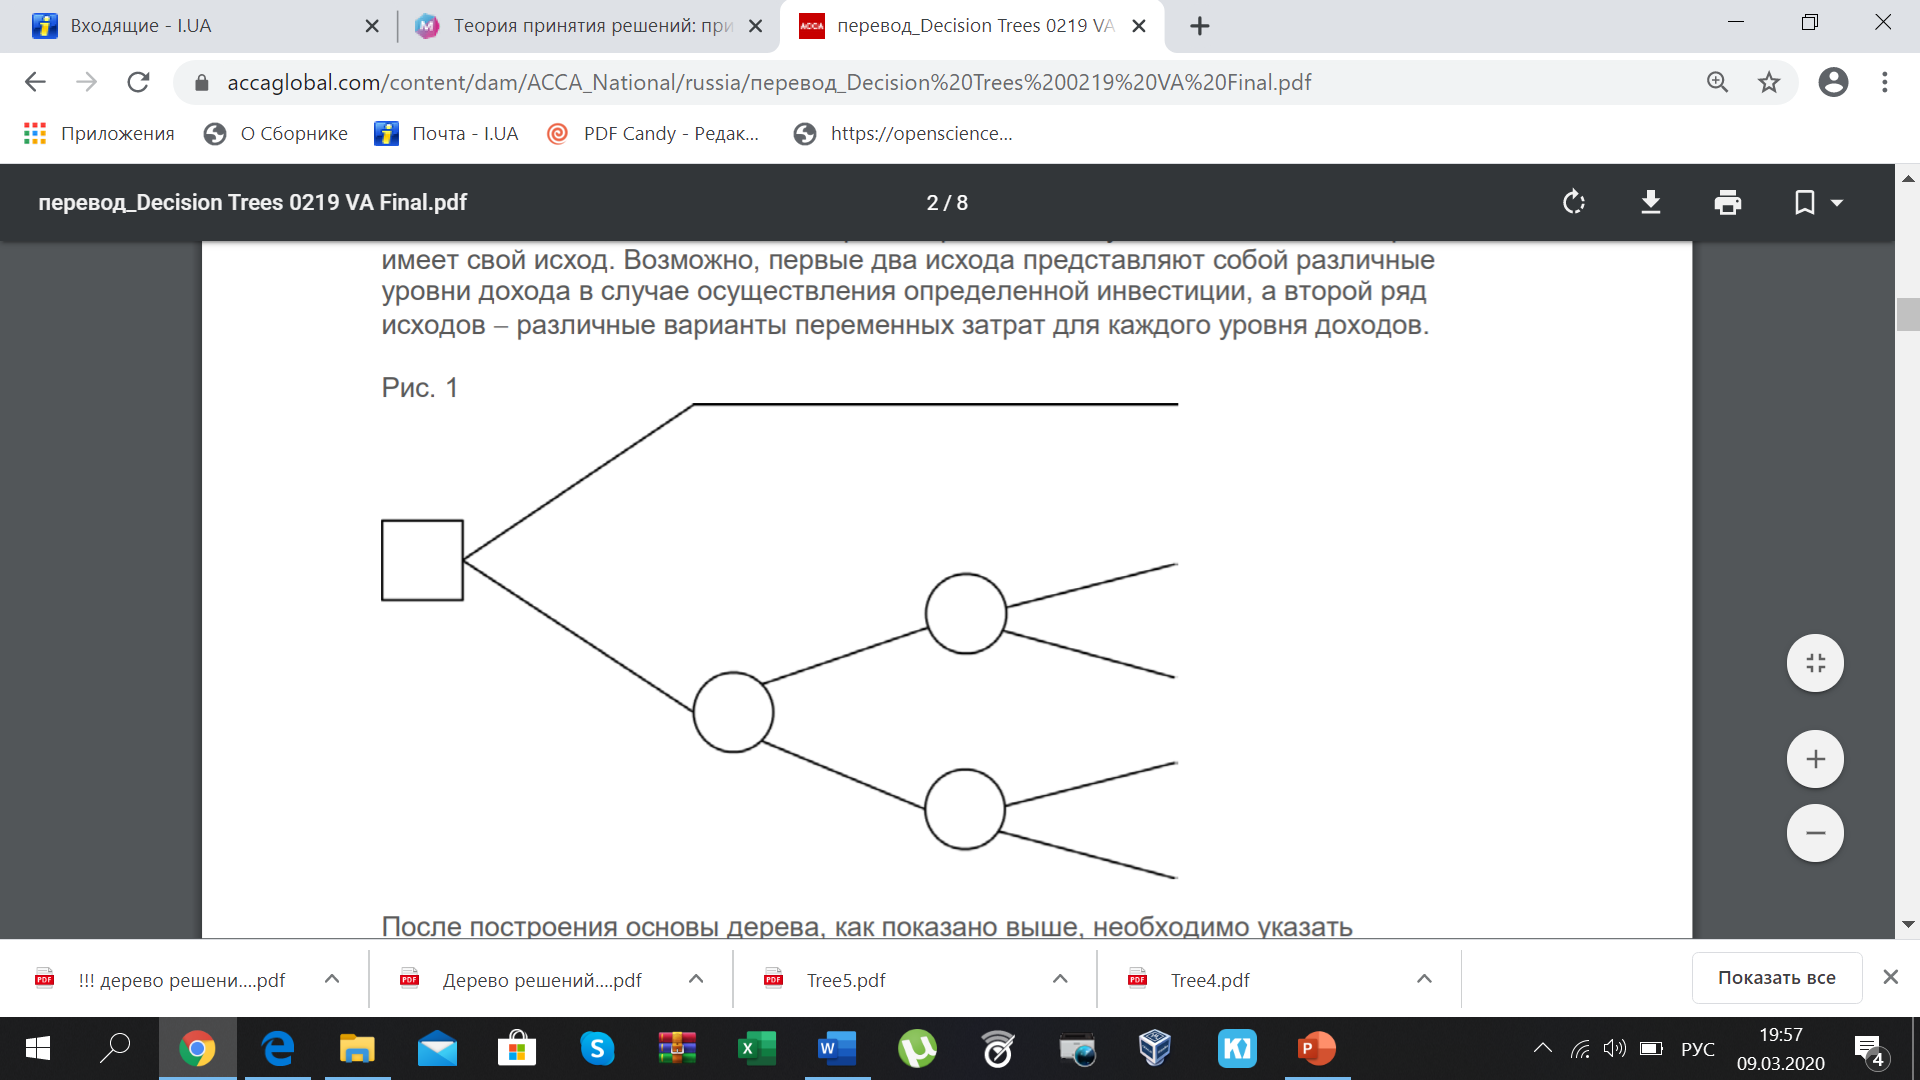 Входящие - I.UA
Теория принятия решений: при
перевод_Decision Trees 0219 VA
accaglobal.com/content/dam/ACCA_National/russia/перевод_Decision%20Trees%200219%20VA%20Final.pdf
Приложения
О Сборнике
Почта - I.UA
PDF Candy - Редак...
https://openscience...
перевод_Decision Trees 0219 VA Final.pdf
2 / 8
имеет свой исход. Возможно, первые два исхода представляют собой различные
уровни дохода в случае осуществления определенной инвестиции, а второй ряд
исходов – различные варианты переменных затрат для каждого уровня доходов.
Рис. 1
После построения основы дерева, как показано выше, необходимо указать
!!! дерево решени....pdf
Дерево решений....pdf
Tree5.pdf
Tree4.pdf
Показать все
РУС
19:57
09.03.2020
4